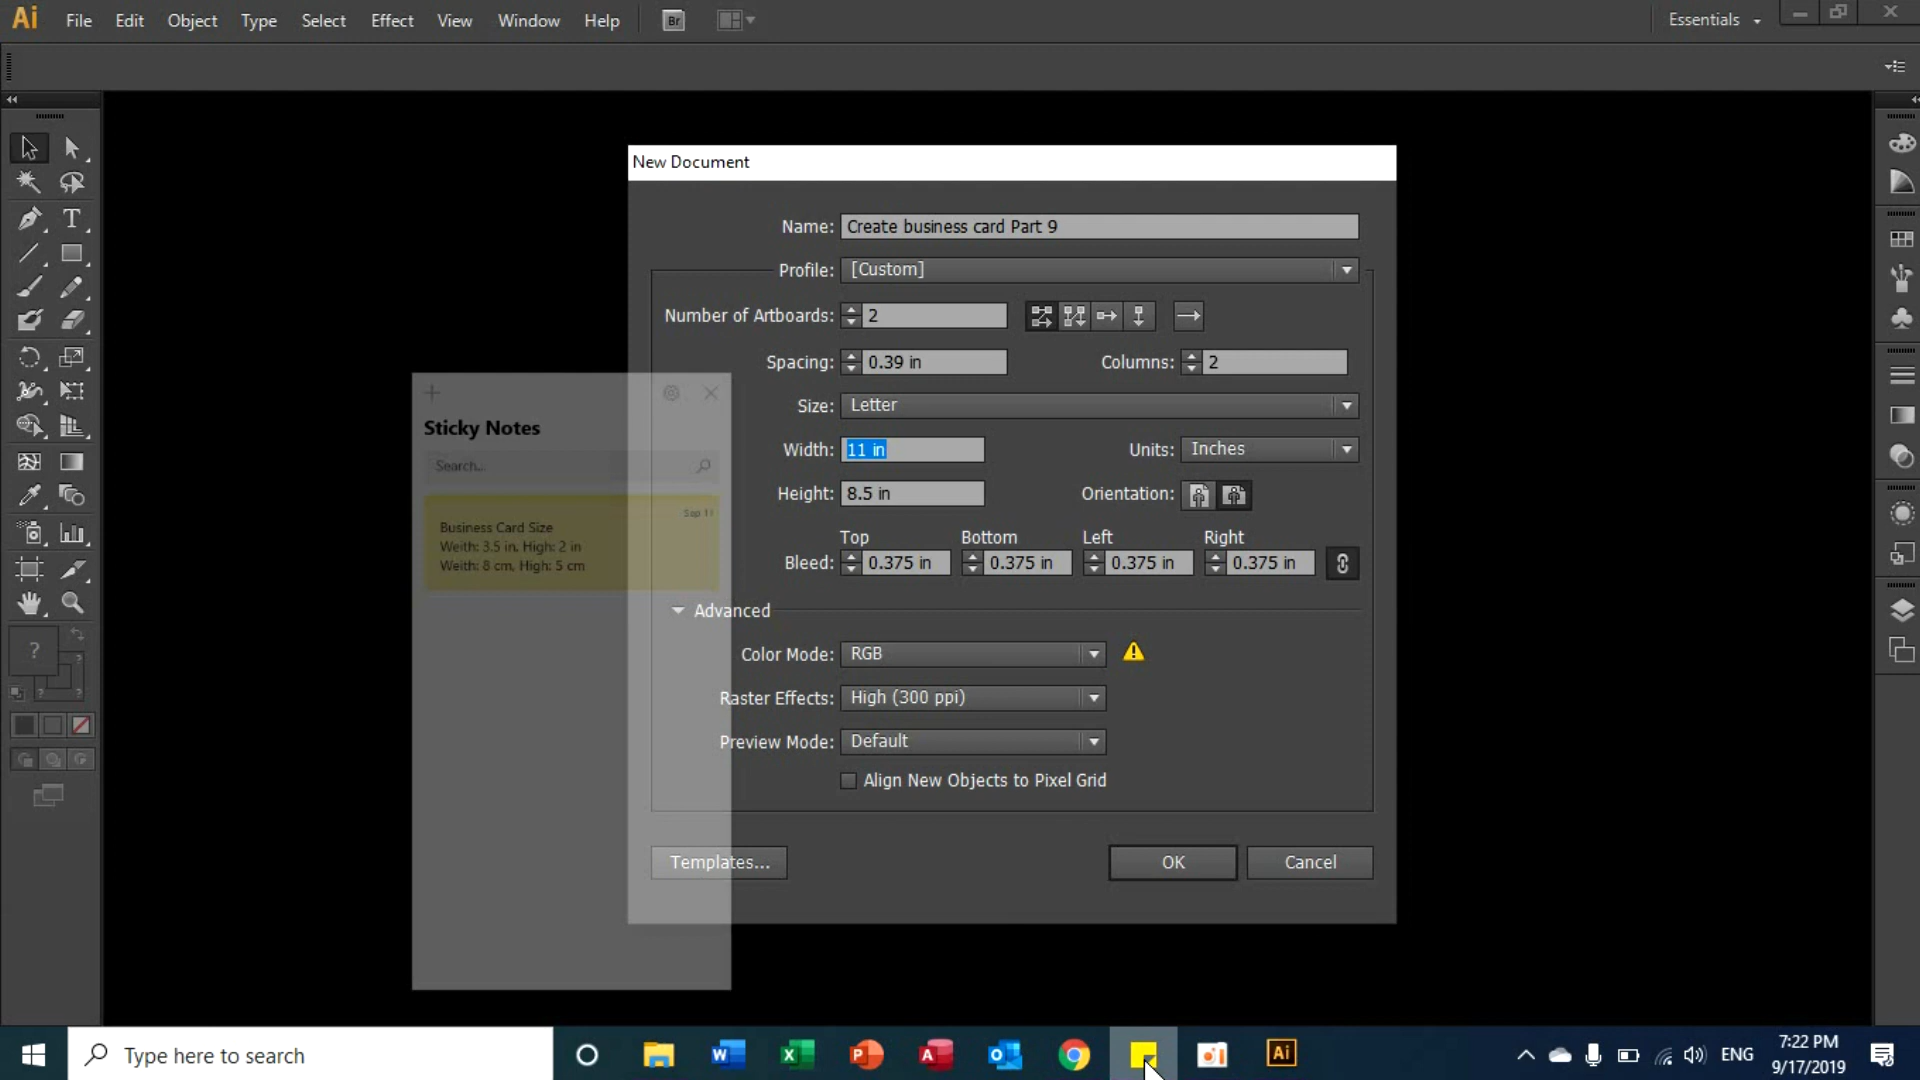 Ai File Edit Object Type Select Effect View Window Help Br Essentials
New Document
Name: Create business card Part 9
Profile: [Custom]
Number of Artboards: 2
Spacing: 0.39 in Columns: 2
Size: Letter
Width: 11 in Units: Inches
Height: 8.5 in Orientation:
Top Bottom Left Right
Bleed: 0.375 in 0.375 in 0.375 in 0.375 in
Advanced
Color Mode: RGB
Raster Effects: High (300 ppi)
Preview Mode: Default
Align New Objects to Pixel Grid
Templates... OK Cancel
Sticky Notes
Search...
Sep 11
Business Card Size
Weith: 3.5 in, High: 2 in
Weith: 8 cm, High: 5 cm
Type here to search
ENG
7:22 PM
9/17/2019